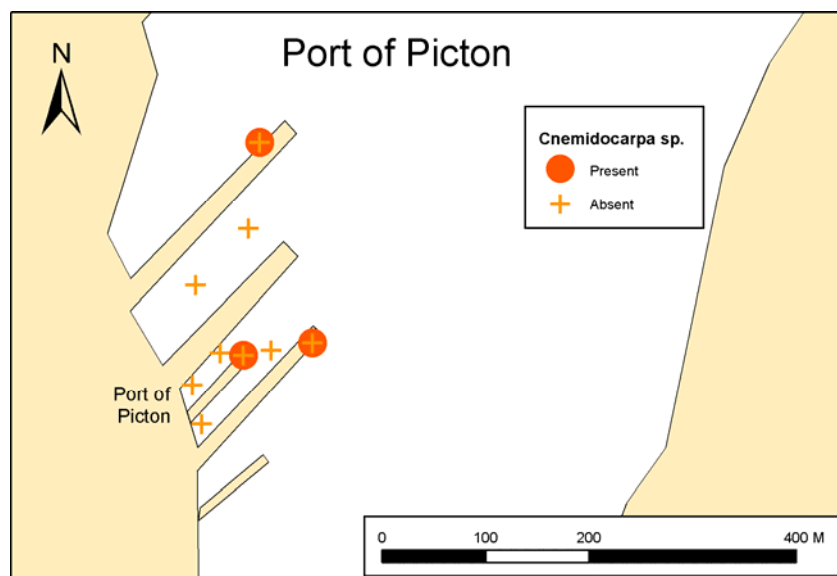 Port of Picton
N
Cnemidocarpa sp.
Present
Absent
Port of
Picton
0 100 200 400 M